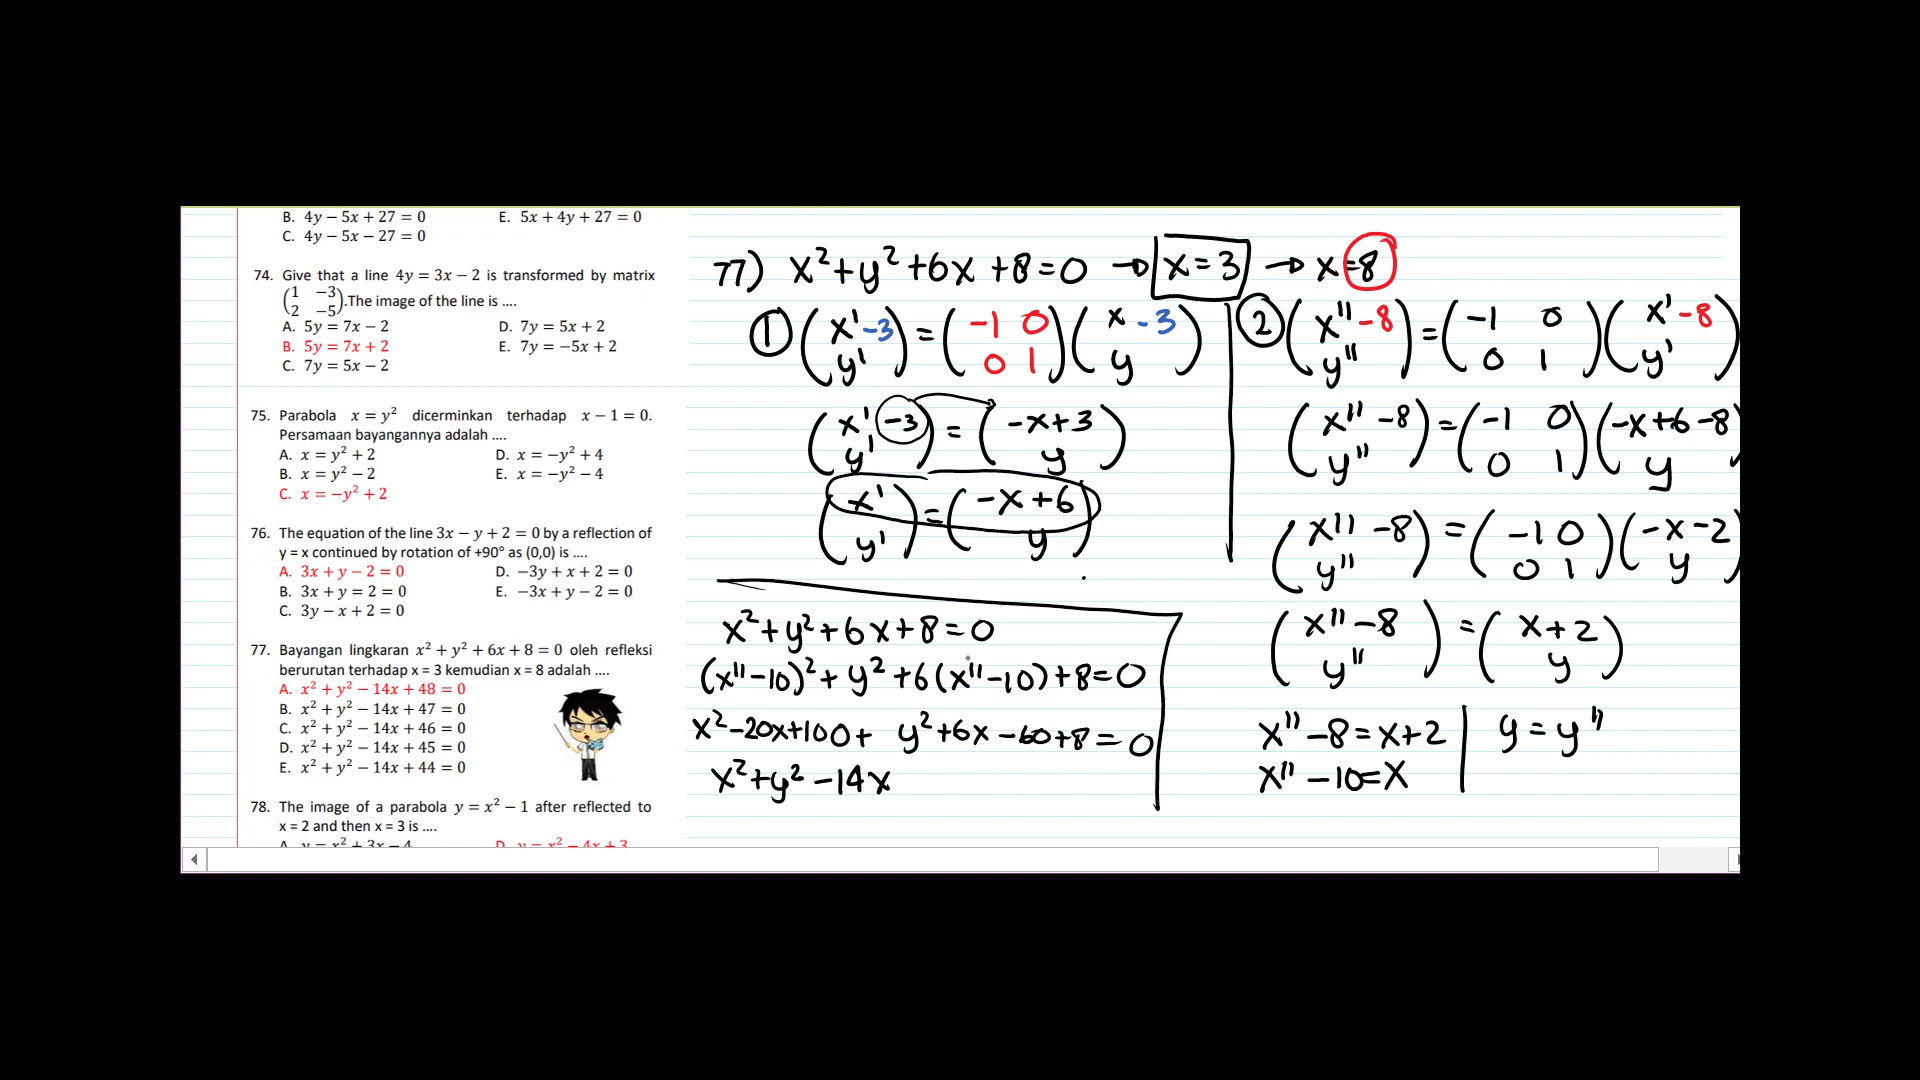 B. 4y − 5x + 27 = 0 E. 5x + 4y + 27 = 0
C. 4y − 5x − 27 = 0
74. Give that a line 4y = 3x − 2 is transformed by matrix
(1 −3
2 −5).The image of the line is ....
A. 5y = 7x − 2 D. 7y = 5x + 2
B. 5y = 7x + 2 E. 7y = −5x + 2
C. 7y = 5x − 2
75. Parabola x = y² dicerminkan terhadap x − 1 = 0.
Persamaan bayangannya adalah ....
A. x = y² + 2 D. x = −y² + 4
B. x = y² − 2 E. x = −y² − 4
C. x = −y² + 2
76. The equation of the line 3x − y + 2 = 0 by a reflection of
y = x continued by rotation of +90° as (0,0) is ....
A. 3x + y − 2 = 0 D. −3y + x + 2 = 0
B. 3x + y = 2 = 0 E. −3x + y − 2 = 0
C. 3y − x + 2 = 0
77. Bayangan lingkaran x² + y² + 6x + 8 = 0 oleh refleksi
berurutan terhadap x = 3 kemudian x = 8 adalah ....
A. x² + y² − 14x + 48 = 0
B. x² + y² − 14x + 47 = 0
C. x² + y² − 14x + 46 = 0
D. x² + y² − 14x + 45 = 0
E. x² + y² − 14x + 44 = 0
78. The image of a parabola y = x² − 1 after reflected to
x = 2 and then x = 3 is ....
A. y = x² + 3x − 4 D. y = x² − 4x + 3
77) x² + y² + 6x + 8 = 0 → x = 3 → x = 8
① (x' − 3
y') = (−1 0
0 1) (x − 3
y)
(x' − 3
y') = (−x + 3
y)
(x'
y') = (−x + 6
y)
② (x'' − 8
y'') = (−1 0
0 1) (x' − 8
y')
(x'' − 8
y'') = (−1 0
0 1) (−x + 6 − 8
y
(x'' − 8
y'') = (−1 0
0 1) (−x − 2
y)
(x'' − 8
y'') = (x + 2
y)
x'' − 8 = x + 2 y = y''
x'' − 10 = x
x² + y² + 6x + 8 = 0
(x'' − 10)² + y² + 6(x'' − 10) + 8 = 0
x² − 20x + 100 + y² + 6x − 60 + 8 = 0
x² + y² − 14x